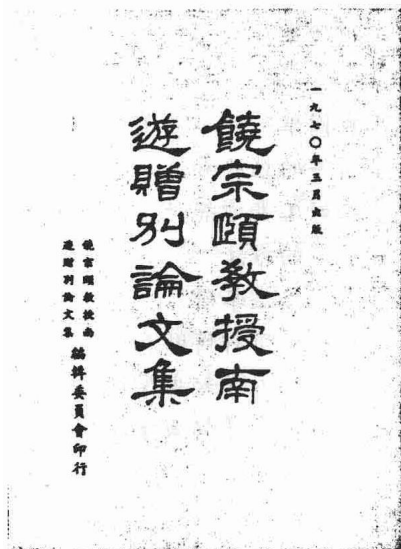 一九七〇年五月出版
饒宗頤教授南
遊贈別論文集
饒宗頤教授南
遊贈別論文集
編輯委員會印行